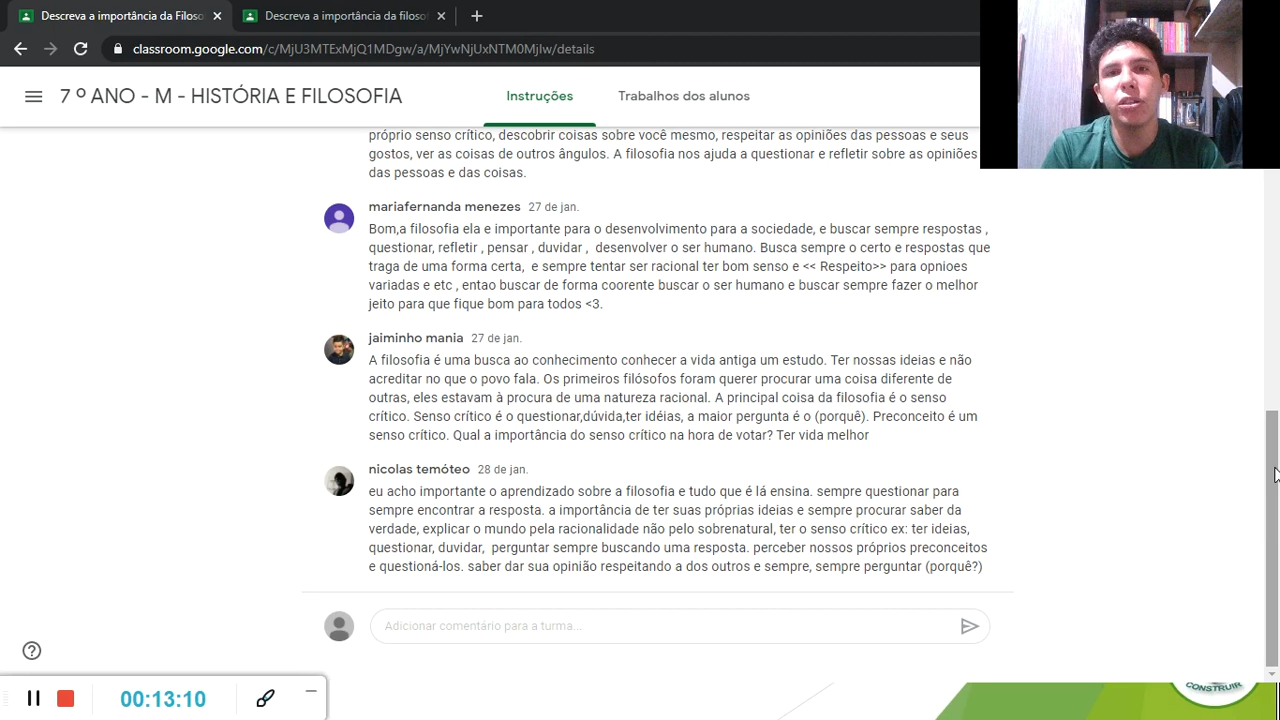 Descreva a importância da Filoso
Descreva a importância da filosof
classroom.google.com/c/MjU3MTExMjQ1MDgw/a/MjYwNjUxNTM0MjIw/details
7 º ANO - M - HISTÓRIA E FILOSOFIA
Instruções
Trabalhos dos alunos
próprio senso crítico, descobrir coisas sobre você mesmo, respeitar as opiniões das pessoas e seus
gostos, ver as coisas de outros ângulos. A filosofia nos ajuda a questionar e refletir sobre as opiniões
das pessoas e das coisas.
mariafernanda menezes 27 de jan.
Bom,a filosofia ela e importante para o desenvolvimento para a sociedade, e buscar sempre respostas ,
questionar, refletir , pensar , duvidar , desenvolver o ser humano. Busca sempre o certo e respostas que
traga de uma forma certa, e sempre tentar ser racional ter bom senso e << Respeito>> para opnioes
variadas e etc , entao buscar de forma coorente buscar o ser humano e buscar sempre fazer o melhor
jeito para que fique bom para todos <3.
jaiminho mania 27 de jan.
A filosofia é uma busca ao conhecimento conhecer a vida antiga um estudo. Ter nossas ideias e não
acreditar no que o povo fala. Os primeiros filósofos foram querer procurar uma coisa diferente de
outras, eles estavam à procura de uma natureza racional. A principal coisa da filosofia é o senso
crítico. Senso crítico é o questionar,dúvida,ter idéias, a maior pergunta é o (porquê). Preconceito é um
senso crítico. Qual a importância do senso crítico na hora de votar? Ter vida melhor
nicolas temóteo 28 de jan.
eu acho importante o aprendizado sobre a filosofia e tudo que é lá ensina. sempre questionar para
sempre encontrar a resposta. a importância de ter suas próprias ideias e sempre procurar saber da
verdade, explicar o mundo pela racionalidade não pelo sobrenatural, ter o senso crítico ex: ter ideias,
questionar, duvidar, perguntar sempre buscando uma resposta. perceber nossos próprios preconceitos
e questioná-los. saber dar sua opinião respeitando a dos outros e sempre, sempre perguntar (porquê?)
Adicionar comentário para a turma...
00:13:10
CONSTRUIR